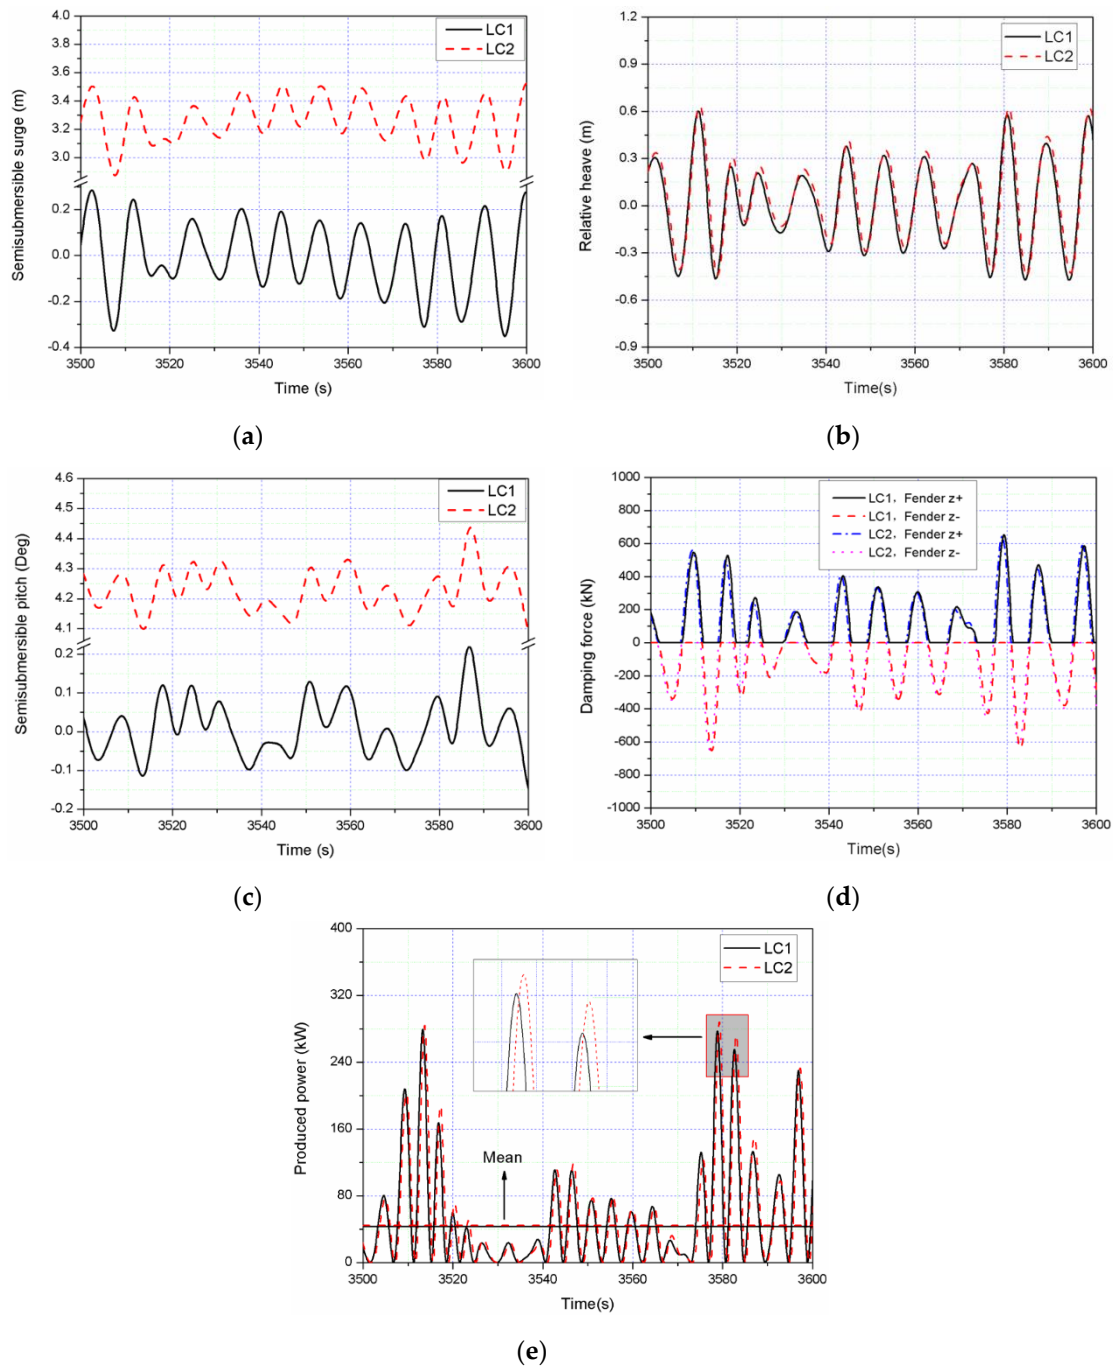 4.0
3.8
3.6
3.4
3.2
3.0
0.2
0.0
-0.2
-0.4
Semisubmersible surge (m)
LC1
LC2
3500 3520 3540 3560 3580 3600
Time (s)
(a)
1.2
0.9
0.6
0.3
0.0
-0.3
-0.6
-0.9
Relative heave (m)
LC1
LC2
3500 3520 3540 3560 3580 3600
Time(s)
(b)
4.6
4.5
4.4
4.3
4.2
4.1
0.2
0.1
0.0
-0.1
-0.2
Semisubmersible pitch (Deg)
LC1
LC2
3500 3520 3540 3560 3580 3600
Time (s)
(c)
1000
800
600
400
200
0
-200
-400
-600
-800
-1000
Damping force (kN)
LC1, Fender z+
LC1, Fender z-
LC2, Fender z+
LC2, Fender z-
3500 3520 3540 3560 3580 3600
Time(s)
(d)
400
320
240
160
80
0
Produced power (kW)
LC1
LC2
Mean
3500 3520 3540 3560 3580 3600
Time(s)
(e)